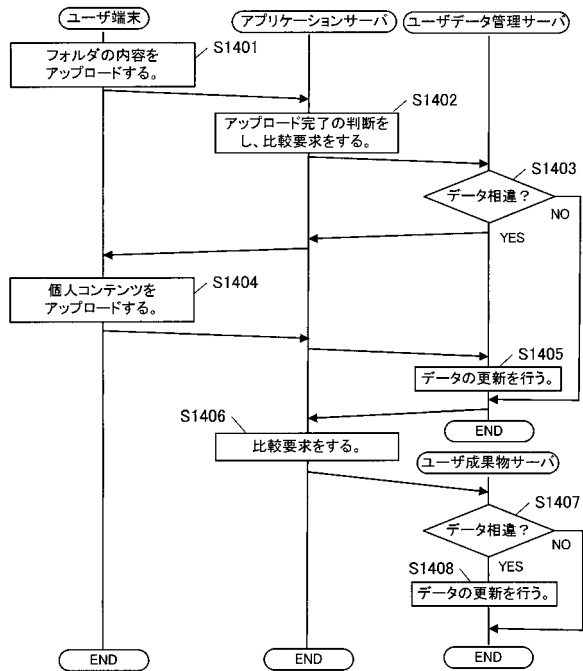 ユーザ端末
アプリケーションサーバ
ユーザデータ管理サーバ
フォルダの内容を
アップロードする。
S1401
アップロード完了の判断を
し、比較要求をする。
S1402
データ相違？
S1403
NO
YES
個人コンテンツを
アップロードする。
S1404
S1405
データの更新を行う。
END
S1406
比較要求をする。
ユーザ成果物サーバ
S1407
データ相違？
NO
YES
S1408
データの更新を行う。
END
END
END